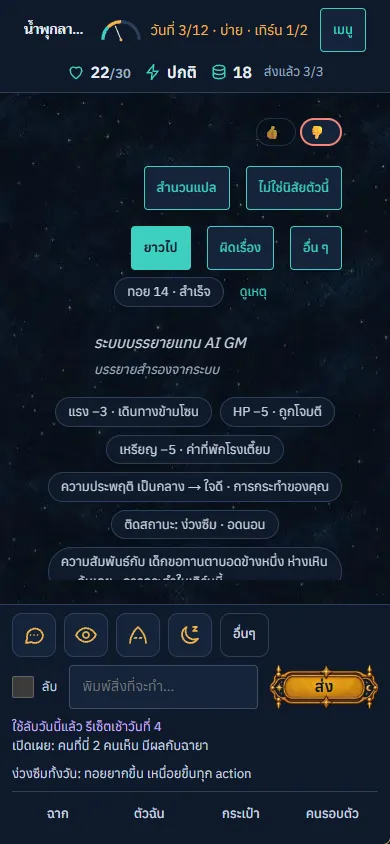 น้ำพุกลา...
วันที่ 3/12 · บ่าย · เทิร์น 1/2
เมนู
22/30 ปกติ 18 ส่งแล้ว 3/3
สำนวนแปล ไม่ใช่นิสัยตัวนี้
ยาวไป ผิดเรื่อง อื่น ๆ
ทอย 14 · สำเร็จ ดูเหตุ
ระบบบรรยายแทน AI GM
บรรยายสำรองจากระบบ
แรง −3 · เดินทางข้ามโซน HP −5 · ถูกโจมตี
เหรียญ −5 · ค่าที่พักโรงเตี๊ยม
ความประพฤติ เป็นกลาง → ใจดี · การกระทำของคุณ
ติดสถานะ: ง่วงซึม · อดนอน
ความสัมพันธ์กับ เด็กขอทานตาบอดข้างหนึ่ง ห่างเหิน
อื่นๆ
ลับ พิมพ์สิ่งที่จะทำ... ส่ง
ใช้ลับวันนี้แล้ว รีเซ็ตเช้าวันที่ 4
เปิดเผย: คนที่นี่ 2 คนเห็น มีผลกับฉายา
ง่วงซึมทั้งวัน: ทอยยากขึ้น เหนื่อยขึ้นทุก action
ฉาก ตัวฉัน กระเป๋า คนรอบตัว